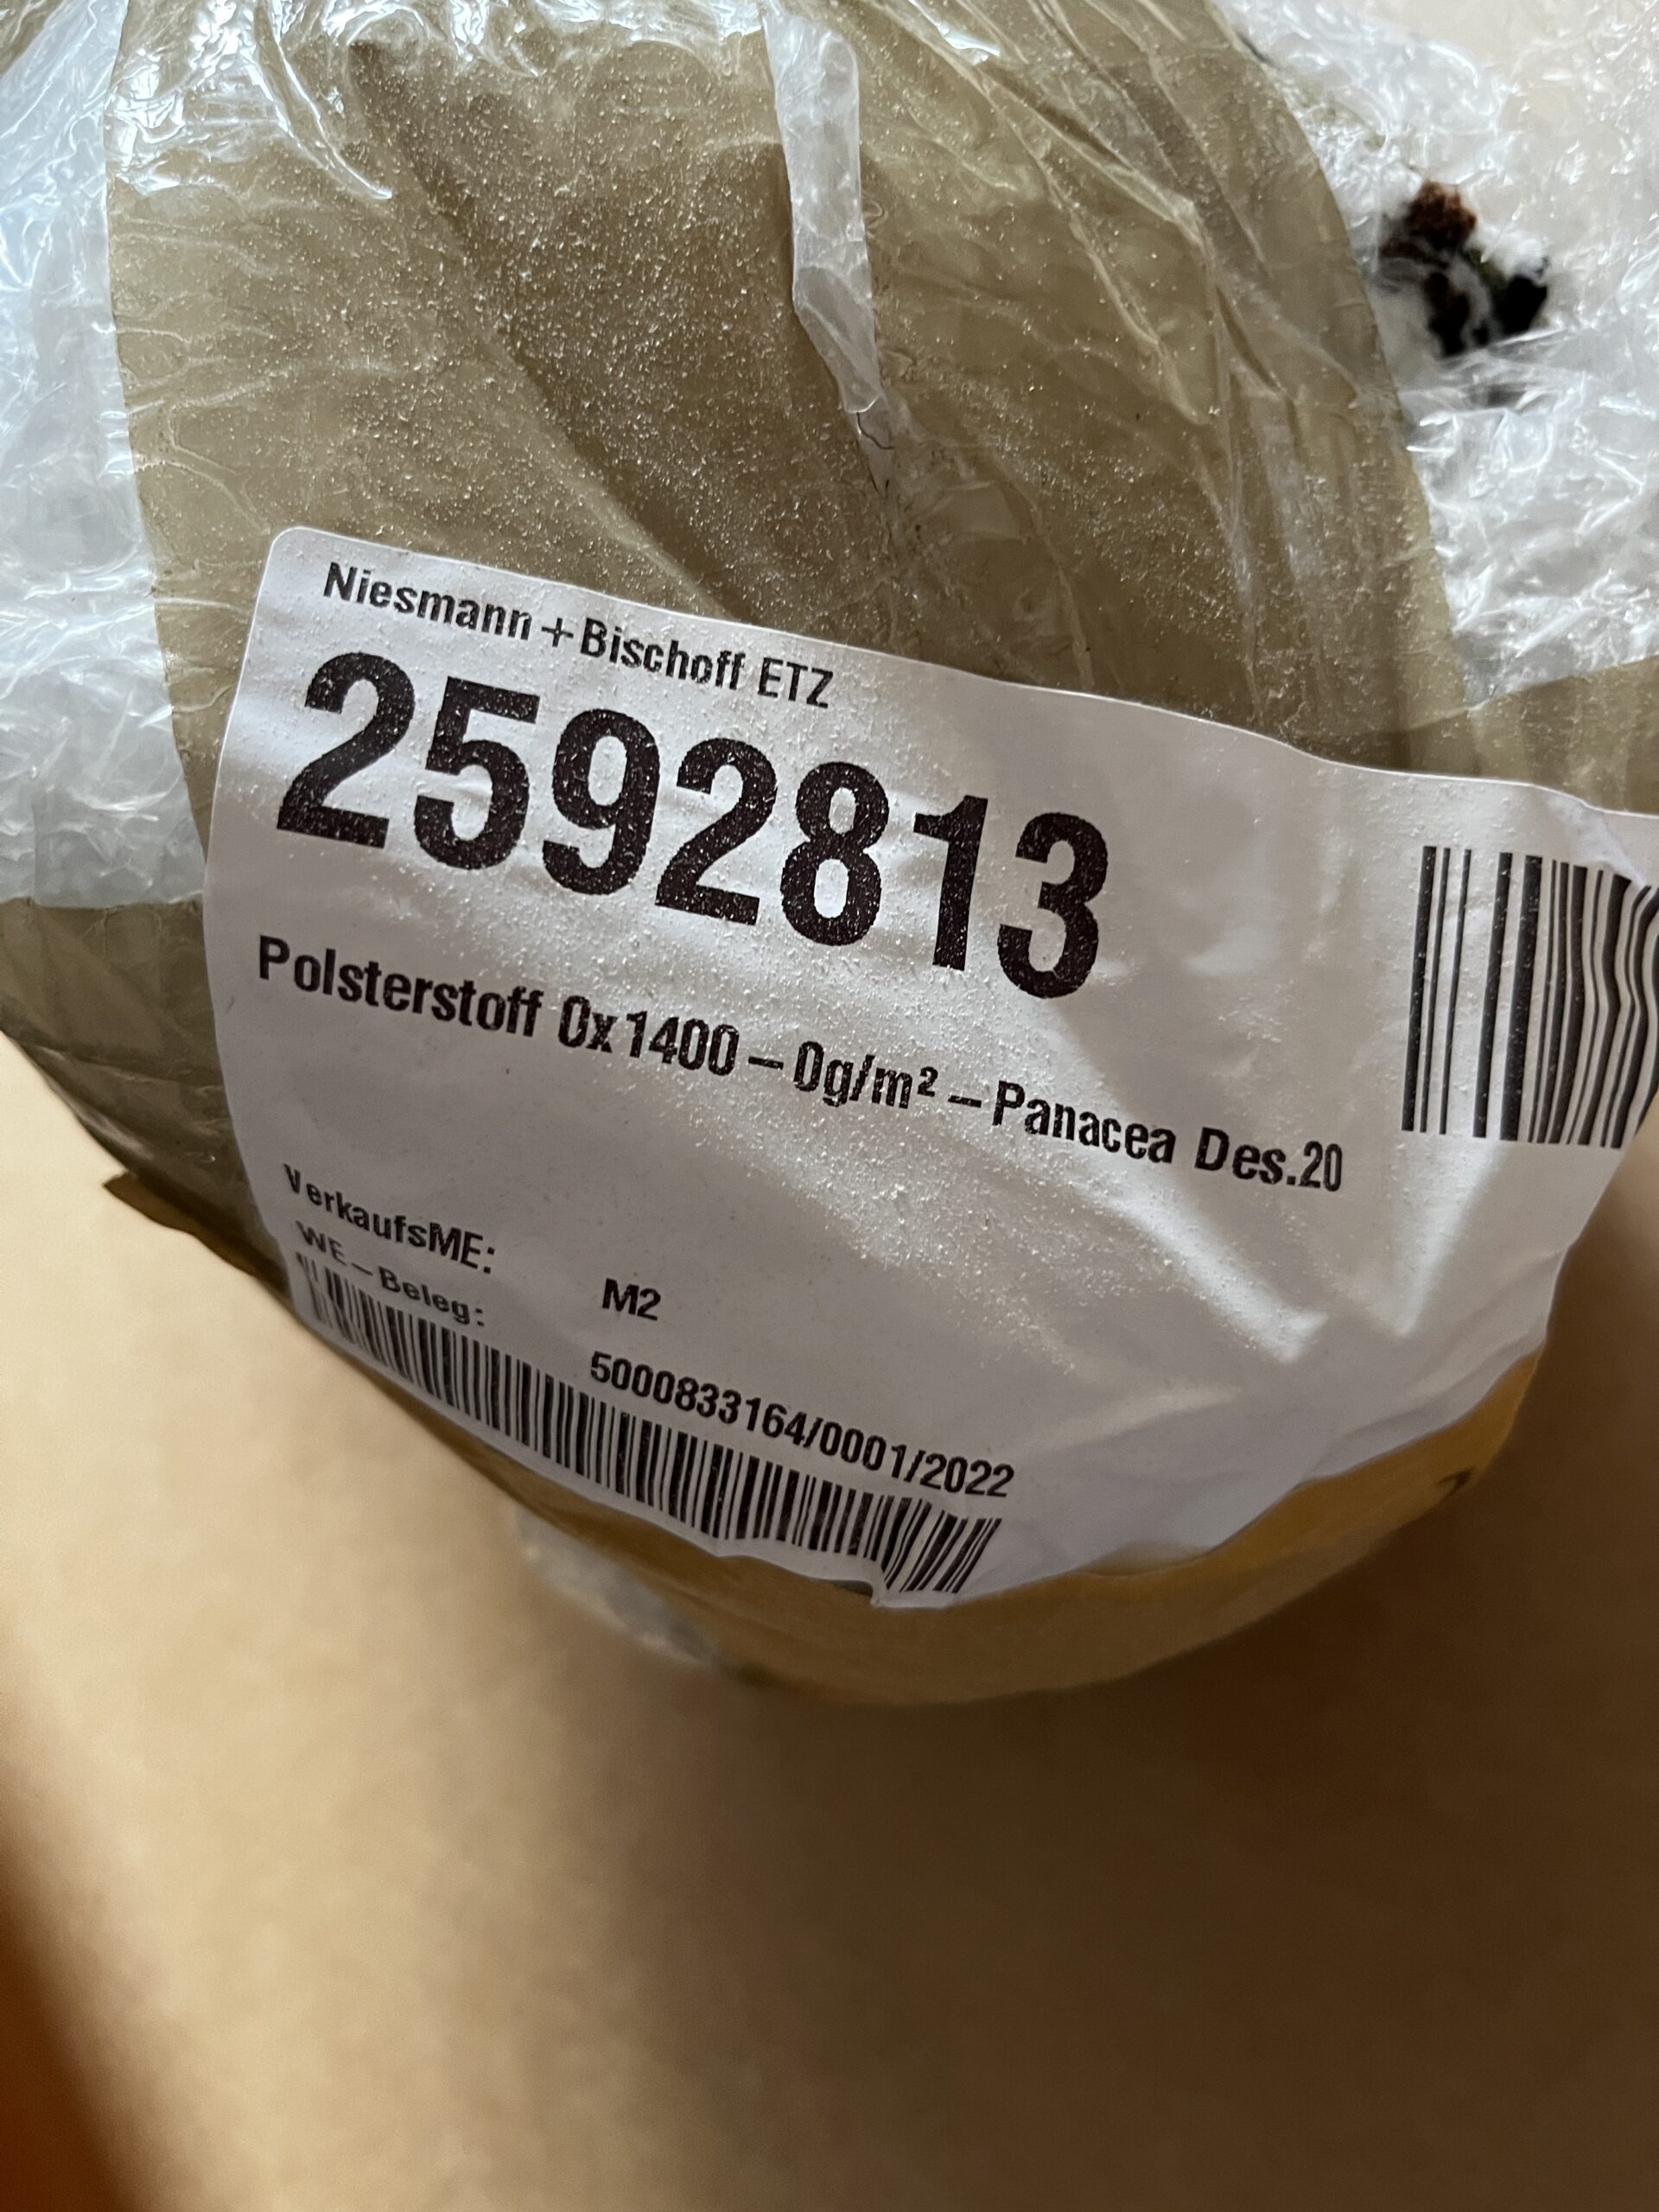 Niesmann+Bischoff ETZ
2592813
Polsterstoff 0x1400 – 0g/m² – Panacea Des.20
VerkaufsME: M2
WE–Beleg: 5000833164/0001/2022